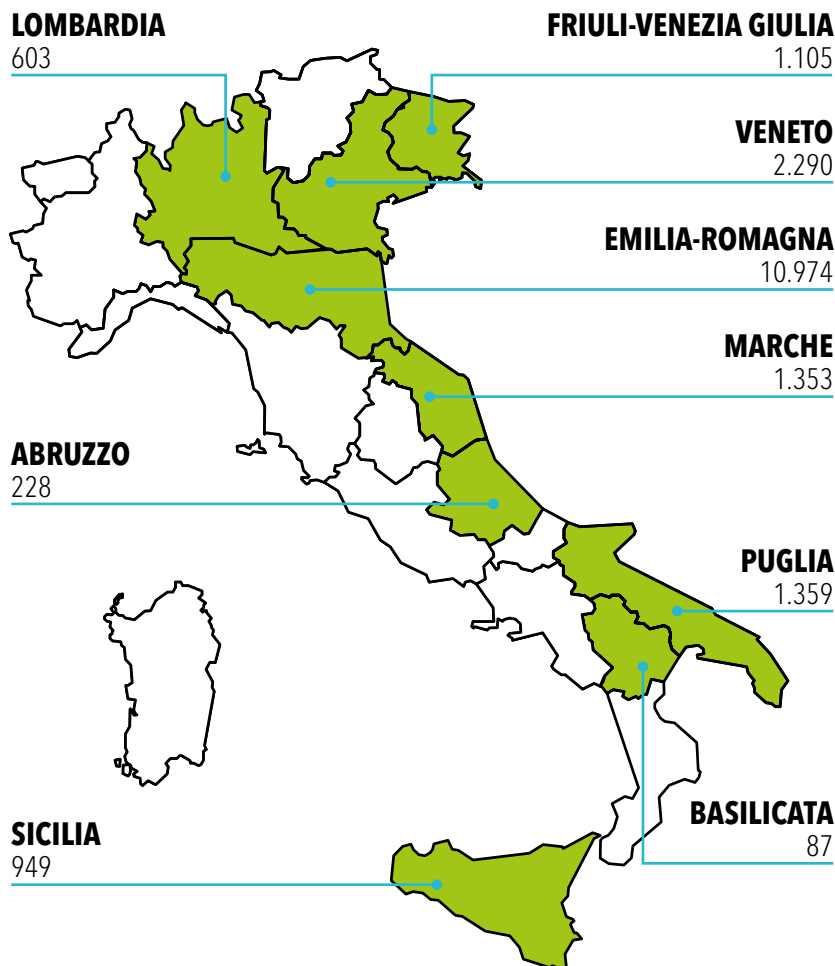 LOMBARDIA
603
FRIULI-VENEZIA GIULIA
1.105
VENETO
2.290
EMILIA-ROMAGNA
10.974
MARCHE
1.353
ABRUZZO
228
PUGLIA
1.359
BASILICATA
87
SICILIA
949